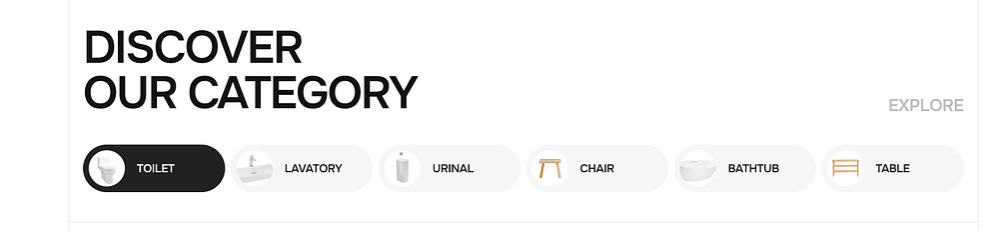 DISCOVER
OUR CATEGORY
EXPLORE
TOILET
LAVATORY
URINAL
CHAIR
BATHTUB
TABLE